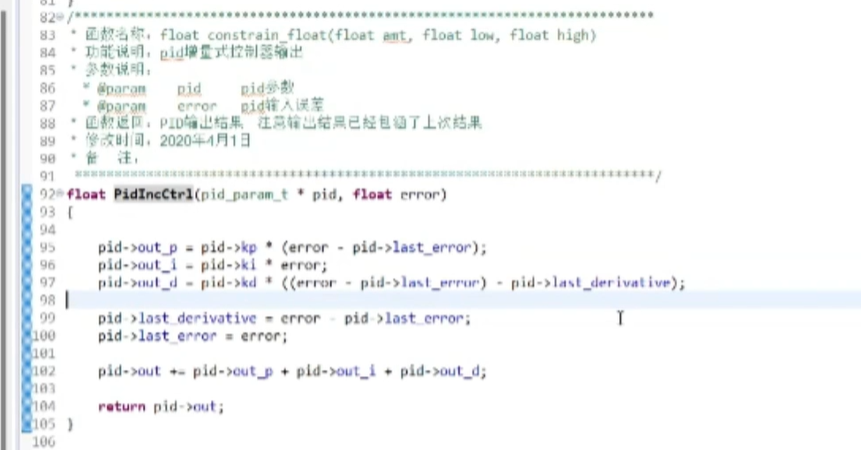 81 }
82 /*****************************************************************
83 * 函数名称：float constrain_float(float amt, float low, float high)
84 * 功能说明：pid增量式控制器输出
85 * 参数说明：
86 * @param pid pid参数
87 * @param error pid输入误差
88 * 函数返回：PID输出结果 注意输出结果已经包涵了上次结果
89 * 修改时间：2020年4月1日
90 * 备 注：
91 *****************************************************************/
92 float PidIncCtrl(pid_param_t * pid, float error)
93 {
94
95 pid->out_p = pid->kp * (error - pid->last_error);
96 pid->out_i = pid->ki * error;
97 pid->out_d = pid->kd * ((error - pid->last_error) - pid->last_derivative);
98
99 pid->last_derivative = error - pid->last_error;
100 pid->last_error = error;
101
102 pid->out += pid->out_p + pid->out_i + pid->out_d;
103
104 return pid->out;
105 }
106